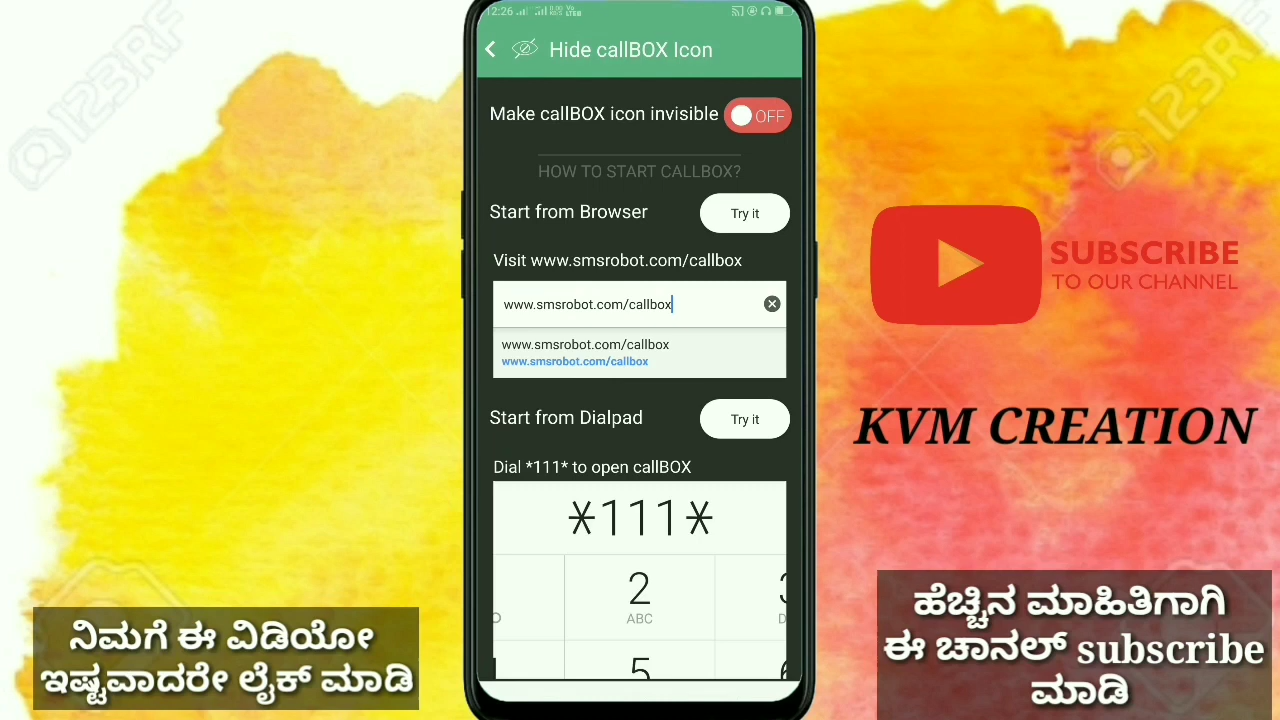 12:26
Hide callBOX Icon
Make callBOX icon invisible
OFF
HOW TO START CALLBOX?
Start from Browser
Try it
Visit www.smsrobot.com/callbox
www.smsrobot.com/callbox
www.smsrobot.com/callbox
www.smsrobot.com/callbox
Start from Dialpad
Try it
Dial *111* to open callBOX
*111*
2
ABC
5
SUBSCRIBE
TO OUR CHANNEL
KVM CREATION
ನಿಮಗೆ ಈ ವಿಡಿಯೋ
ಇಷ್ಟವಾದರೇ ಲೈಕ್ ಮಾಡಿ
ಹೆಚ್ಚಿನ ಮಾಹಿತಿಗಾಗಿ
ಈ ಚಾನಲ್ subscribe
ಮಾಡಿ
123RF
123RF